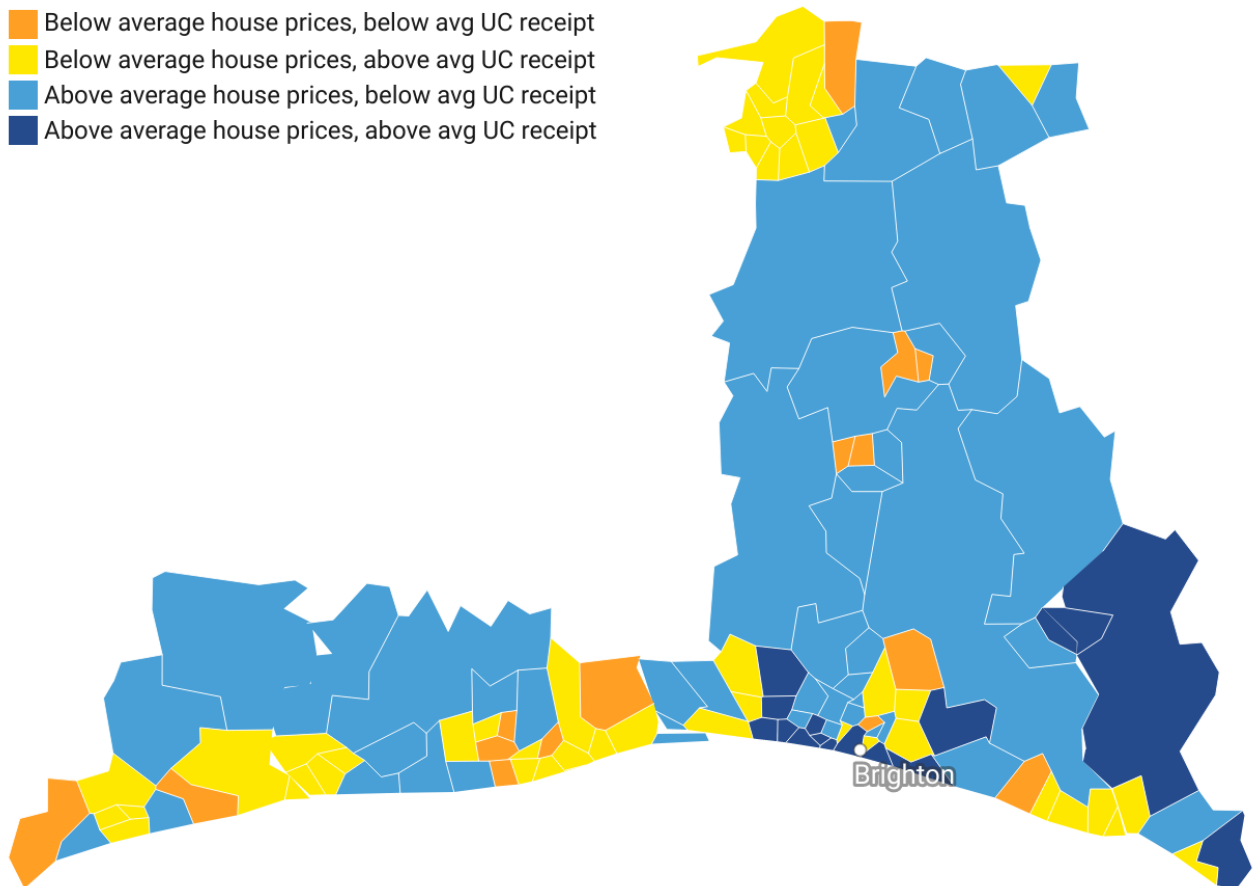 Below average house prices, below avg UC receipt
Below average house prices, above avg UC receipt
Above average house prices, below avg UC receipt
Above average house prices, above avg UC receipt
Brighton